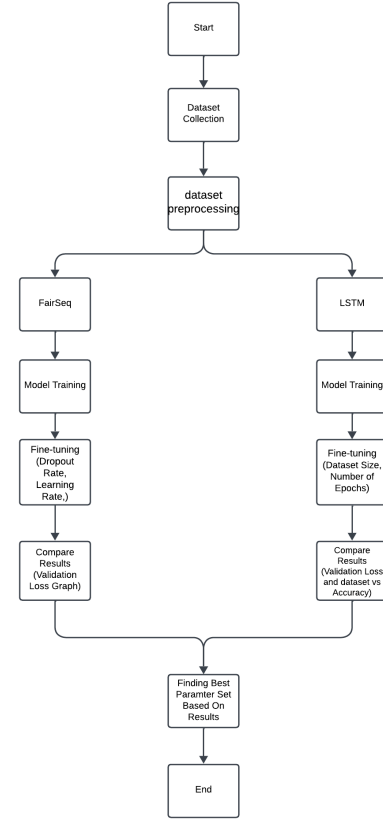 Start
Dataset
Collection
dataset
preprocessing
FairSeq
LSTM
Model Training
Model Training
Fine-tuning
(Dropout
Rate,
Learning
Rate,)
Fine-tuning
(Dataset Size,
Number of
Epochs)
Compare
Results
(Validation
Loss Graph)
Compare
Results
(Validation Loss
and dataset vs
Accuracy)
Finding Best
Paramter Set
Based On
Results
End